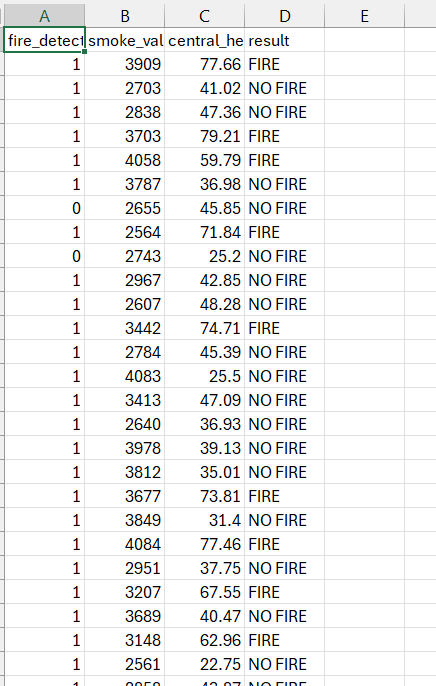 A B C D E
fire_detect smoke_val central_he result
1 3909 77.66 FIRE
1 2703 41.02 NO FIRE
1 2838 47.36 NO FIRE
1 3703 79.21 FIRE
1 4058 59.79 FIRE
1 3787 36.98 NO FIRE
0 2655 45.85 NO FIRE
1 2564 71.84 FIRE
0 2743 25.2 NO FIRE
1 2967 42.85 NO FIRE
1 2607 48.28 NO FIRE
1 3442 74.71 FIRE
1 2784 45.39 NO FIRE
1 4083 25.5 NO FIRE
1 3413 47.09 NO FIRE
1 2640 36.93 NO FIRE
1 3978 39.13 NO FIRE
1 3812 35.01 NO FIRE
1 3677 73.81 FIRE
1 3849 31.4 NO FIRE
1 4084 77.46 FIRE
1 2951 37.75 NO FIRE
1 3207 67.55 FIRE
1 3689 40.47 NO FIRE
1 3148 62.96 FIRE
1 2561 22.75 NO FIRE